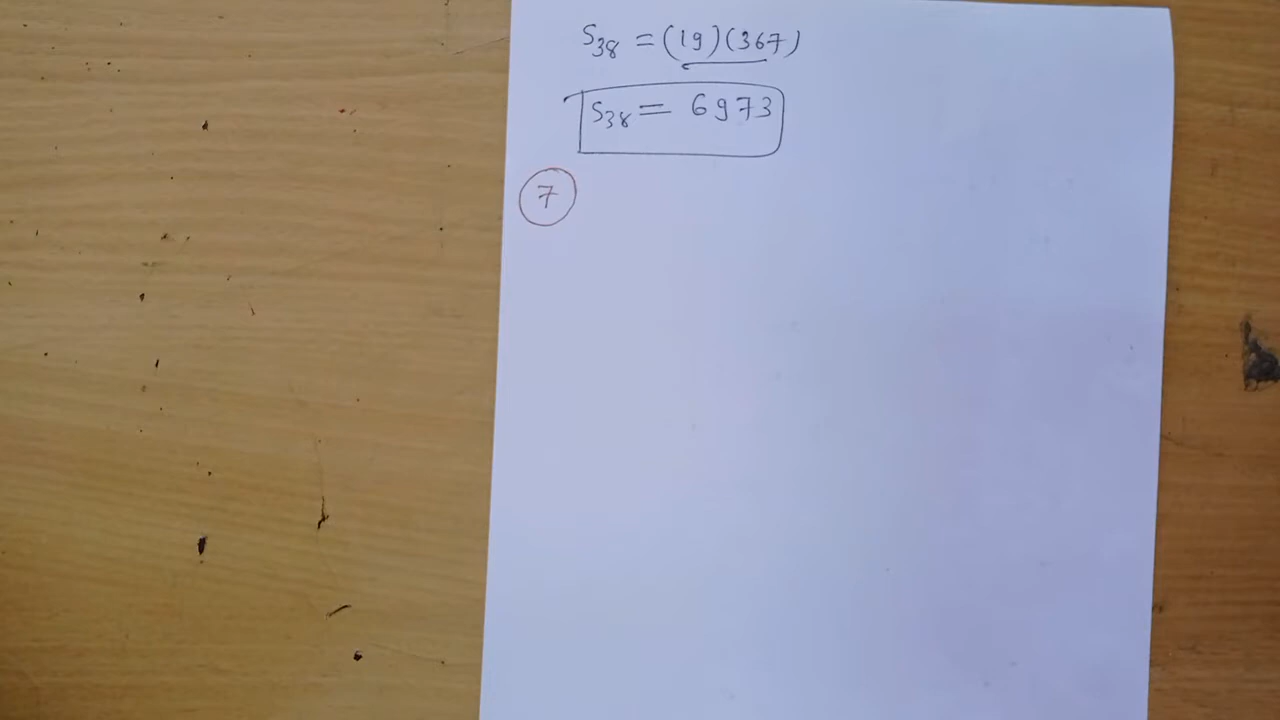 S₃₈ = (19)(367)
S₃₈ = 6973
7